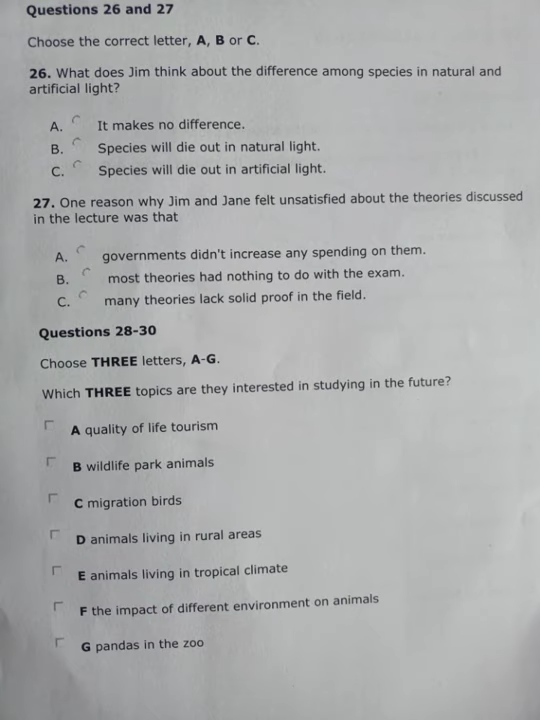 Questions 26 and 27
Choose the correct letter, A, B or C.
26. What does Jim think about the difference among species in natural and
artificial light?
A. It makes no difference.
B. Species will die out in natural light.
C. Species will die out in artificial light.
27. One reason why Jim and Jane felt unsatisfied about the theories discussed
in the lecture was that
A. governments didn't increase any spending on them.
B. most theories had nothing to do with the exam.
C. many theories lack solid proof in the field.
Questions 28-30
Choose THREE letters, A-G.
Which THREE topics are they interested in studying in the future?
A quality of life tourism
B wildlife park animals
C migration birds
D animals living in rural areas
E animals living in tropical climate
F the impact of different environment on animals
G pandas in the zoo